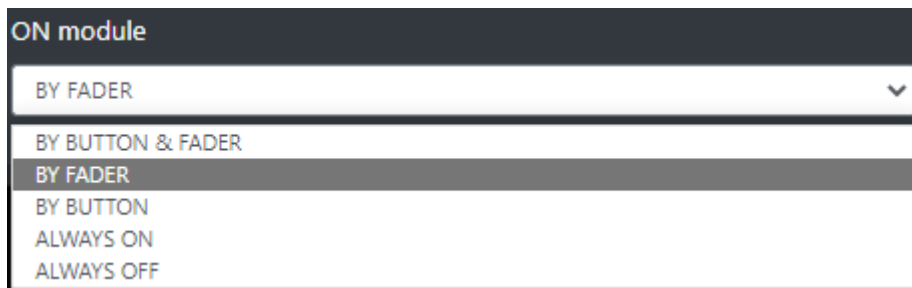 ON module
BY FADER
BY BUTTON & FADER
BY FADER
BY BUTTON
ALWAYS ON
ALWAYS OFF